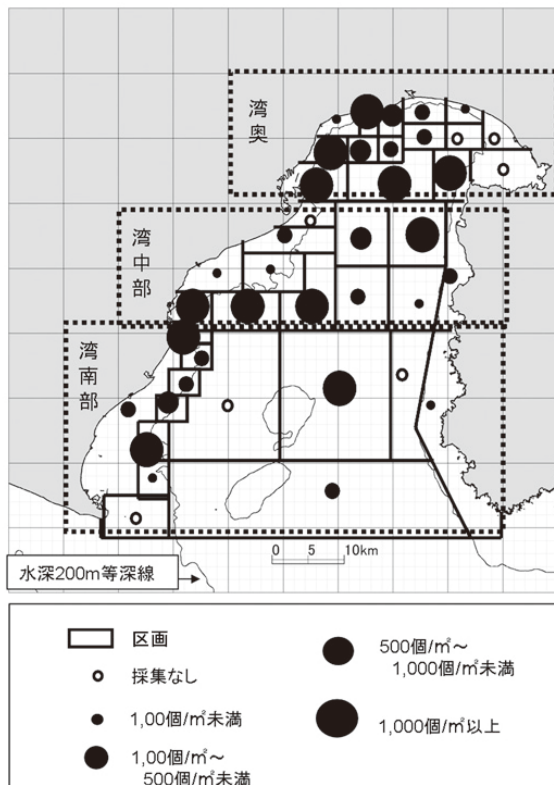 湾奥
湾中部
湾南部
0 5 10km
水深200m等深線
区画
採集なし
1,00個/㎡未満
1,00個/㎡～
500個/㎡未満
500個/㎡～
1,000個/㎡未満
1,000個/㎡以上